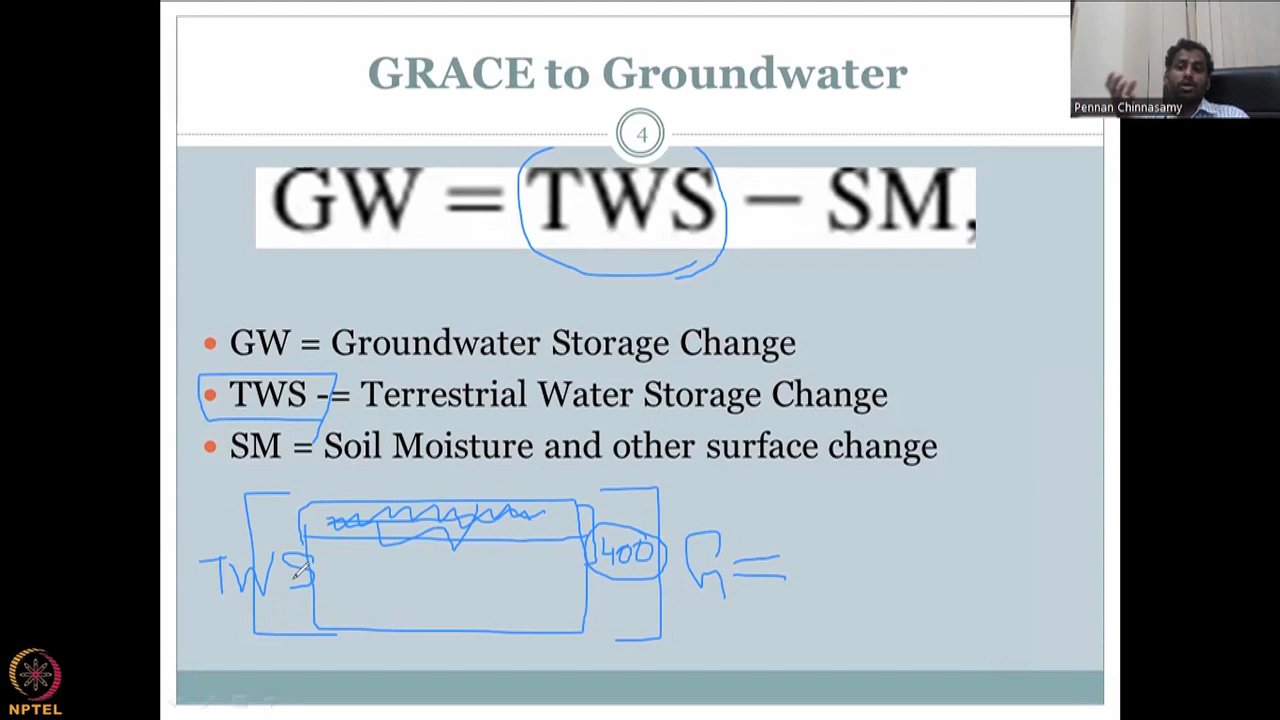 GRACE to Groundwater
Pennan Chinnasamy
4
GW = TWS – SM,
• GW = Groundwater Storage Change
• TWS -= Terrestrial Water Storage Change
• SM = Soil Moisture and other surface change
TWS 400 G =
NPTEL